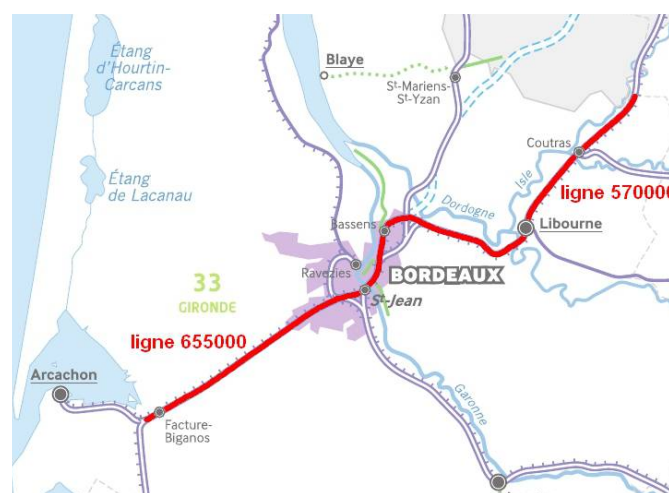 Étang
d'Hourtin-
Carcans
Blaye
St-Mariens-
St-Yzan
Coutras
Étang
de Lacanau
Isle
ligne 570000
Dordogne
Bassens
Libourne
Ravezies
BORDEAUX
33
GIRONDE
St-Jean
ligne 655000
Arcachon
Garonne
Facture-
Biganos